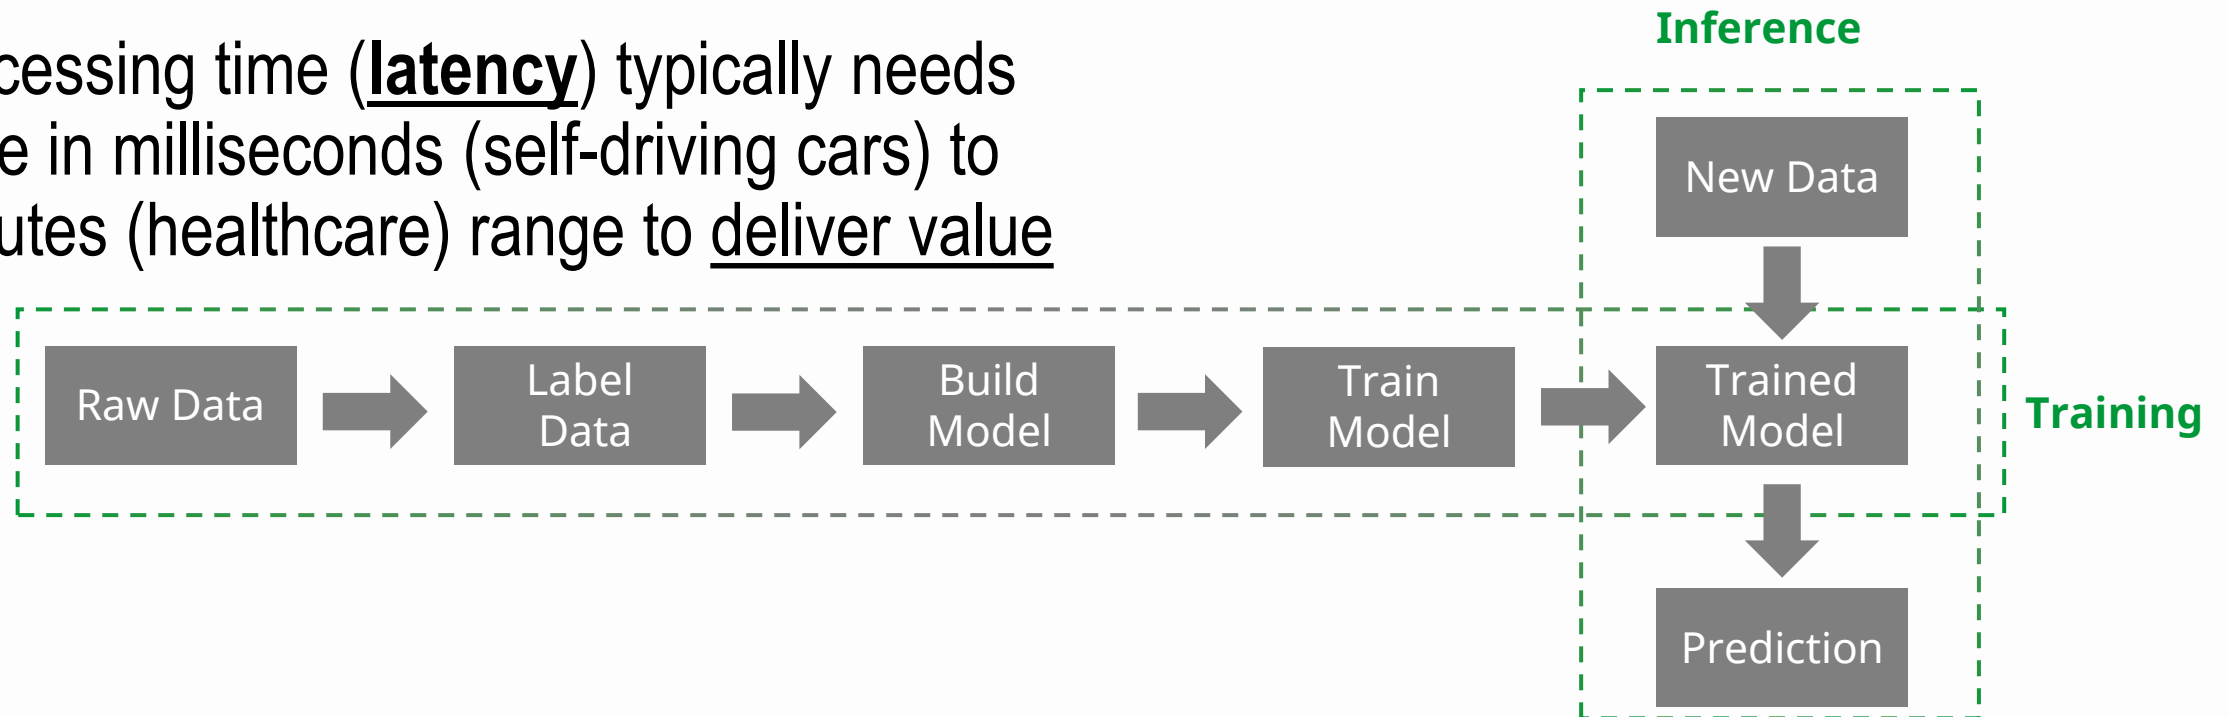 Inference
cessing time (latency) typically needs
e in milliseconds (self-driving cars) to
utes (healthcare) range to deliver value
New Data
Raw Data
Label
Data
Build
Model
Train
Model
Trained
Model
Training
Prediction